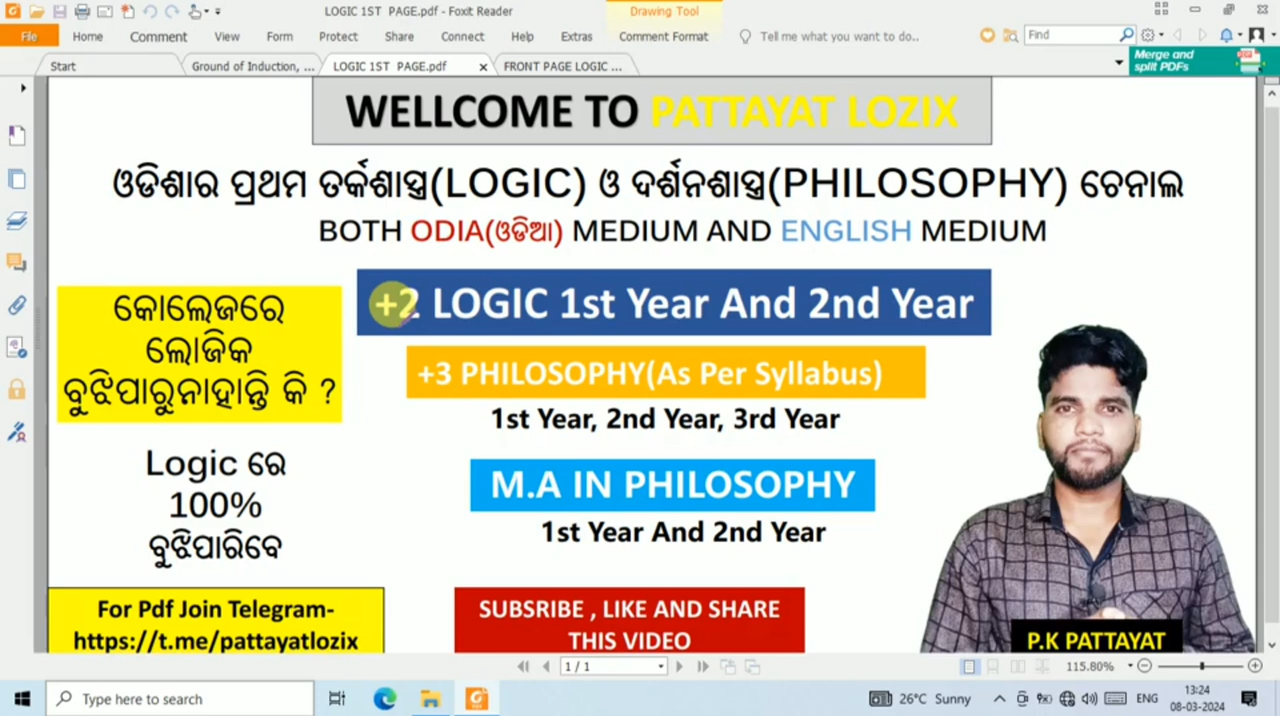 LOGIC 1ST PAGE.pdf - Foxit Reader
Drawing Tool
File Home Comment View Form Protect Share Connect Help Extras Comment Format Tell me what you want to do.. Find
Start Ground of Induction, ... LOGIC 1ST PAGE.pdf FRONT PAGE LOGIC ...
Merge and
split PDFs
WELLCOME TO PATTAYAT LOZIX
ଓଡିଶାର ପ୍ରଥମ ତର୍କଶାସ୍ତ୍ର(LOGIC) ଓ ଦର୍ଶନଶାସ୍ତ୍ର(PHILOSOPHY) ଚେନାଲ
BOTH ODIA(ଓଡିଆ) MEDIUM AND ENGLISH MEDIUM
କୋଲେଜରେ
ଲୋଜିକ
ବୁଝିପାରୁନାହାନ୍ତି କି ?
Logic ରେ
100%
ବୁଝିପାରିବେ
+2 LOGIC 1st Year And 2nd Year
+3 PHILOSOPHY(As Per Syllabus)
1st Year, 2nd Year, 3rd Year
M.A IN PHILOSOPHY
1st Year And 2nd Year
For Pdf Join Telegram-
https://t.me/pattayatlozix
SUBSRIBE , LIKE AND SHARE
THIS VIDEO
P.K PATTAYAT
1 / 1
115.80%
Type here to search
26°C Sunny
ENG
13:24
08-03-2024